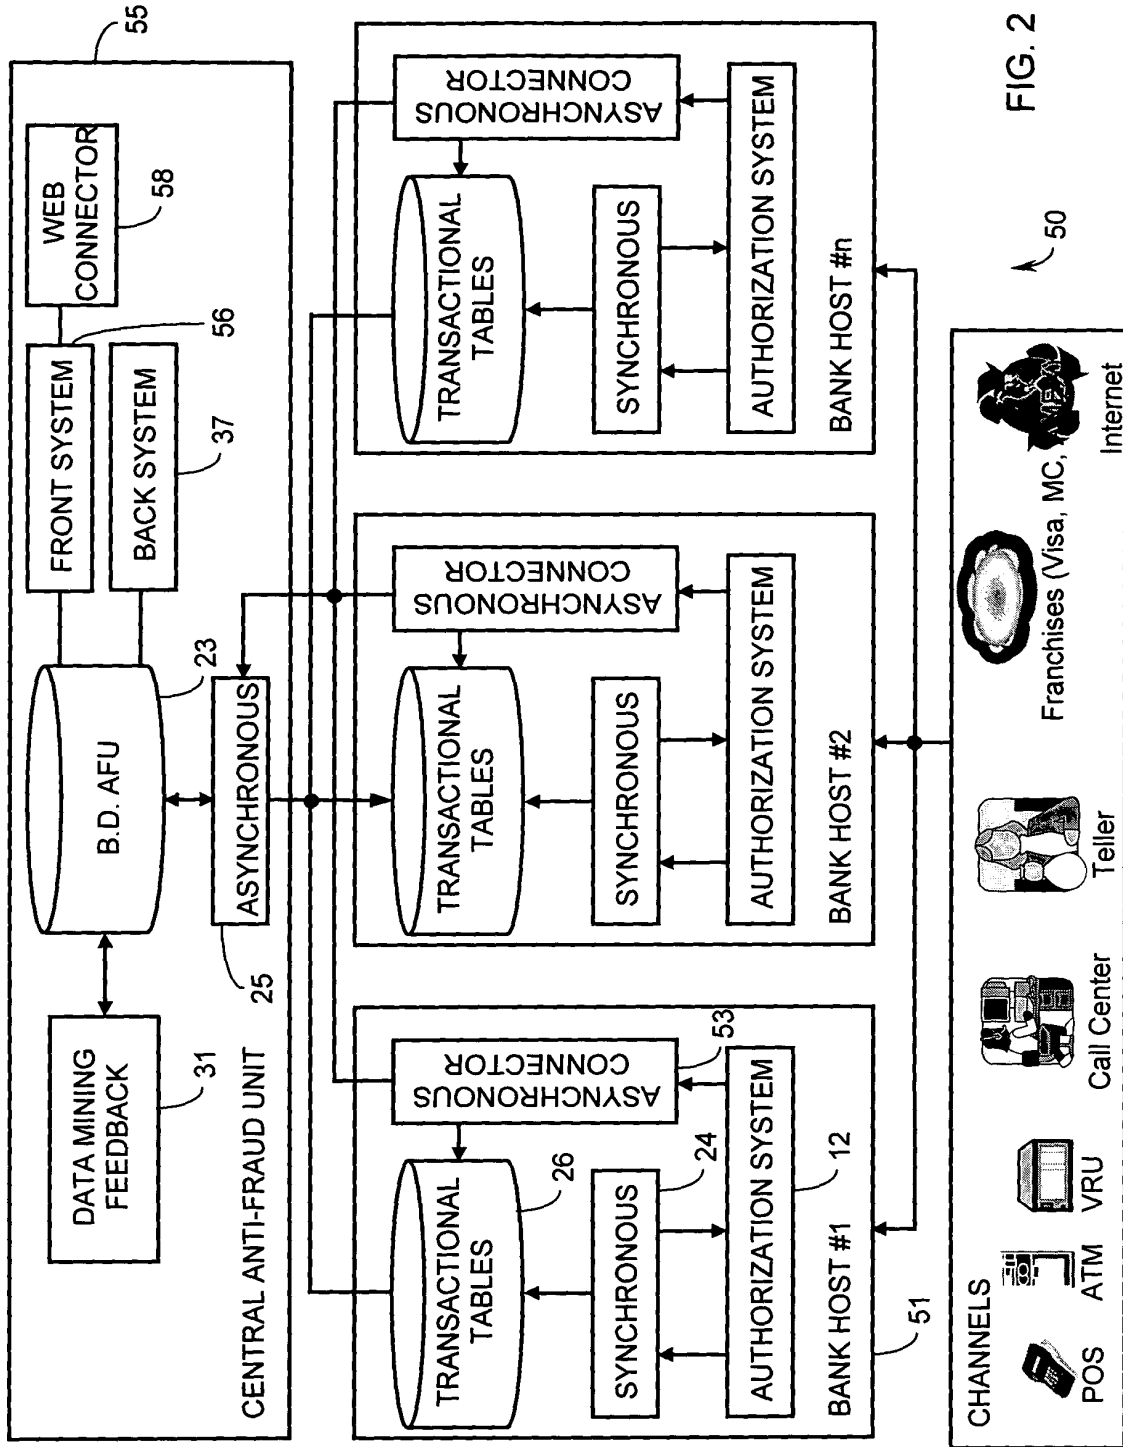 55
WEB
CONNECTOR
58
FRONT SYSTEM
56
BACK SYSTEM
37
B.D. AFU
23
ASYNCHRONOUS
25
DATA MINING
FEEDBACK
31
CENTRAL ANTI-FRAUD UNIT
TRANSACTIONAL
TABLES
26
ASYNCHRONOUS
CONNECTOR
53
SYNCHRONOUS
24
AUTHORIZATION SYSTEM
12
BANK HOST #1
51
TRANSACTIONAL
TABLES
ASYNCHRONOUS
CONNECTOR
SYNCHRONOUS
AUTHORIZATION SYSTEM
BANK HOST #2
TRANSACTIONAL
TABLES
ASYNCHRONOUS
CONNECTOR
SYNCHRONOUS
AUTHORIZATION SYSTEM
BANK HOST #n
CHANNELS
POS
ATM
VRU
Call Center
Teller
Franchises (Visa, MC,
Internet
50
FIG. 2